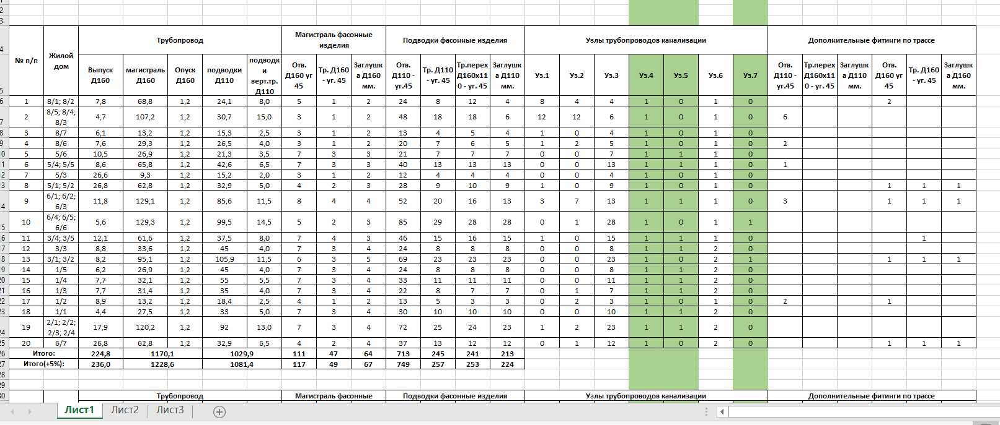 2
3
4 Трубопровод Магистраль фасонные изделия Подводки фасонные изделия Узлы трубопроводов канализации Дополнительные фитинги по трассе
5 № п/п Жилой дом Выпуск Д160 магистраль Д160 Опуск Д160 подводки Д110 подводки верт.тр. Д110 Отв. Д160 уг 45 Тр. Д160 - уг. 45 Заглушка Д160 мм. Отв. Д110 - уг.45 Тр. Д110 - уг. 45 Тр.перех Д160х110 - уг. 45 Заглушка Д110 мм. Уз.1 Уз.2 Уз.3 Уз.4 Уз.5 Уз.6 Уз.7 Отв. Д110 - уг.45 Тр.перех Д160х110 - уг. 45 Заглушка Д110 мм. Отв. Д160 уг 45 Тр. Д160 - уг. 45 Заглушка Д160 мм.
6 1 8/1; 8/2 7,8 68,8 1,2 24,1 8,0 5 1 2 24 8 12 4 8 4 4 1 0 1 0 2
7 2 8/5; 8/4; 8/3 4,7 107,2 1,2 30,7 15,0 3 1 2 48 18 18 6 12 12 6 1 0 1 0 6
8 3 8/7 6,1 13,2 1,2 15,3 2,5 3 1 2 13 4 5 4 1 0 4 1 0 1 0
9 4 8/6 7,6 29,3 1,2 26,5 4,0 3 1 2 20 7 6 5 1 2 5 1 0 1 0 2
10 5 5/6 10,5 26,9 1,2 21,3 3,5 7 3 3 21 7 7 7 0 0 7 1 1 1 0
11 6 5/4; 5/5 8,6 65,8 1,2 42,6 6,5 7 3 3 40 13 13 13 0 0 13 1 1 1 0 1
12 7 5/3 26,6 9,3 1,2 15,2 2,0 3 1 2 12 4 4 4 0 0 4 1 0 1 0
13 8 5/1; 5/2 26,8 62,8 1,2 32,9 5,0 4 2 3 28 9 10 9 1 0 9 1 0 1 0 1 1 1
14 9 6/1; 6/2; 6/3 11,8 129,1 1,2 85,6 11,5 8 4 4 52 20 16 13 3 7 13 1 1 1 0 3 1 1 1
15 10 6/4; 6/5; 6/6 5,6 129,3 1,2 99,5 14,5 5 2 3 85 29 28 28 0 1 28 1 0 1 1
16 11 3/4; 3/5 12,1 61,6 1,2 37,5 8,0 7 4 3 46 15 16 15 1 0 15 1 1 1 0 1
17 12 3/3 8,8 33,6 1,2 45 4,0 7 3 4 24 8 8 8 0 0 8 1 1 2 0
18 13 3/1; 3/2 8,2 95,1 1,2 105,9 11,5 6 3 5 69 23 23 23 0 0 23 1 0 2 1 1 1 1
19 14 1/5 6,2 26,9 1,2 45 4,0 7 3 4 24 8 8 8 0 0 8 1 1 2 0
20 15 1/4 7,7 32,1 1,2 55 5,5 7 3 4 33 11 11 11 0 0 11 1 1 2 0
21 16 1/3 7,7 31,4 1,2 35 4,0 7 3 4 22 8 7 7 0 1 7 1 1 2 0
22 17 1/2 8,9 13,2 1,2 18,4 2,5 4 1 2 13 5 3 3 0 2 3 1 0 1 0 2 1
23 18 1/1 4,4 27,5 1,2 33 5,0 7 3 4 30 10 10 10 0 0 10 1 1 2 0
24 19 2/1; 2/2; 2/3; 2/4 17,9 120,2 1,2 92 13,0 7 3 4 72 25 24 23 1 2 23 1 1 2 0
25 20 6/7 26,8 62,8 1,2 32,9 6,5 4 2 4 37 13 12 12 0 1 12 1 0 2 0 1 1 1
26 Итого: 224,8 1170,1 1029,9 111 47 64 713 245 241 213
27 Итого(+5%): 236,0 1228,6 1081,4 117 49 67 749 257 253 224
28
29
30 Трубопровод Магистраль фасонные Подводки фасонные изделия Узлы трубопроводов канализации Дополнительные фитинги по трассе
Лист1 Лист2 Лист3